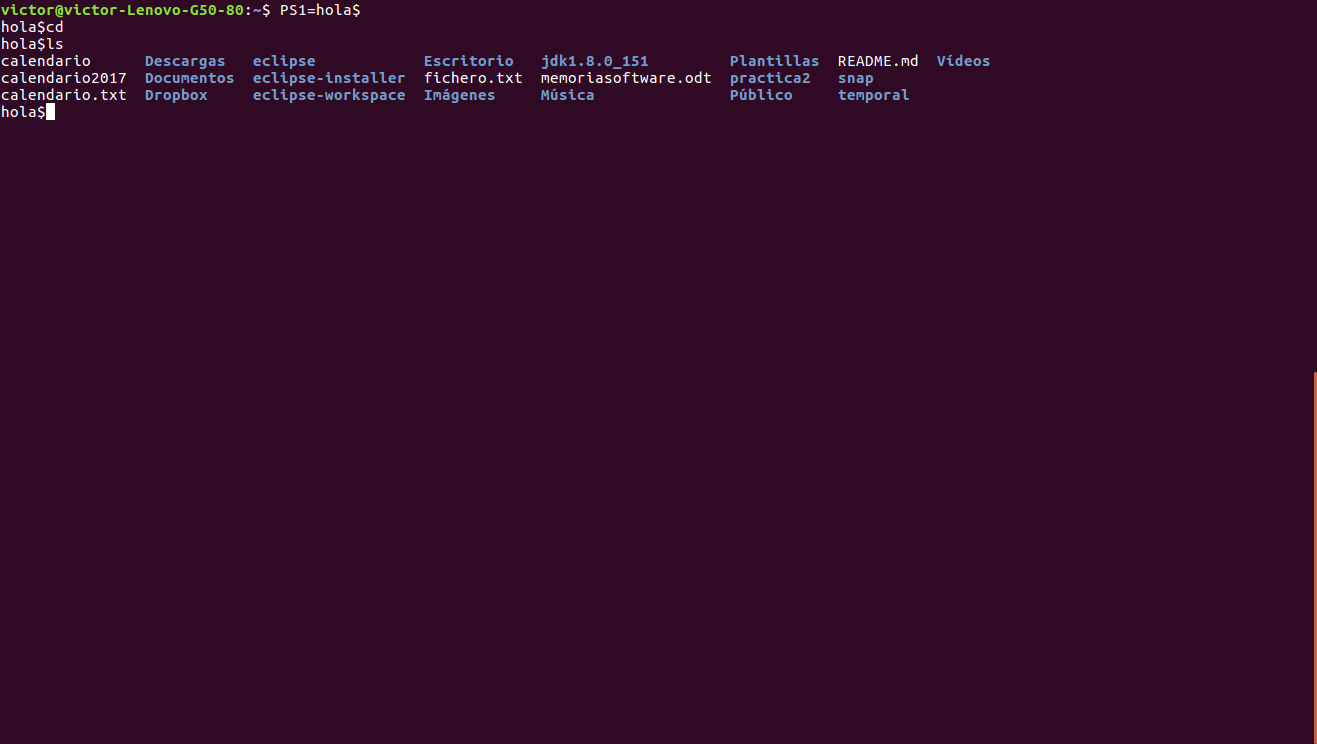 victor@victor-Lenovo-G50-80:~$ PS1=hola$
hola$cd
hola$ls
calendario      Descargas   eclipse            Escritorio   jdk1.8.0_151         Plantillas  README.md  Vídeos
calendario2017  Documentos  eclipse-installer  fichero.txt  memoriasoftware.odt  practica2   snap
calendario.txt  Dropbox     eclipse-workspace  Imágenes     Música               Público     temporal
hola$